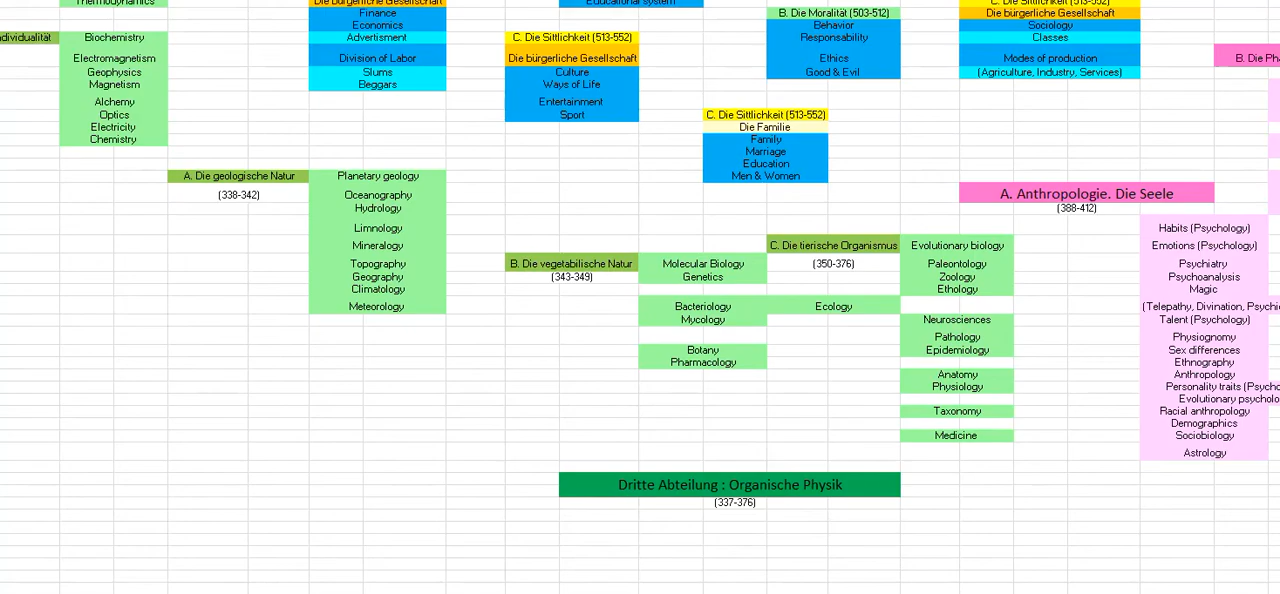 Thermodynamics
Die bürgerliche Gesellschaft
Finance
Economics
Advertisment
Division of Labor
Slums
Beggars
Educational system
B. Die Moralität (503-512)
Behavior
Responsability
Ethics
Good & Evil
C. Die Sittlichkeit (513-552)
Die bürgerliche Gesellschaft
Sociology
Classes
Modes of production
(Agriculture, Industry, Services)
ndividualität
Biochemistry
Electromagnetism
Geophysics
Magnetism
Alchemy
Optics
Electricity
Chemistry
C. Die Sittlichkeit (513-552)
Die bürgerliche Gesellschaft
Culture
Ways of Life
Entertainment
Sport
B. Die Ph
C. Die Sittlichkeit (513-552)
Die Familie
Family
Marriage
Education
Men & Women
A. Die geologische Natur
(338-342)
Planetary geology
Oceanography
Hydrology
Limnology
Mineralogy
Topography
Geography
Climatology
Meteorology
A. Anthropologie. Die Seele
(388-412)
B. Die vegetabilische Natur
(343-349)
Molecular Biology
Genetics
Bacteriology
Mycology
Botany
Pharmacology
C. Die tierische Organismus
(350-376)
Ecology
Evolutionary biology
Paleontology
Zoology
Ethology
Neurosciences
Pathology
Epidemiology
Anatomy
Physiology
Taxonomy
Medicine
Habits (Psychology)
Emotions (Psychology)
Psychiatry
Psychoanalysis
Magic
(Telepathy, Divination, Psychi
Talent (Psychology)
Physiognomy
Sex differences
Ethnography
Anthropology
Personality traits (Psycho
Evolutionary psycholo
Racial anthropology
Demographics
Sociobiology
Astrology
Dritte Abteilung : Organische Physik
(337-376)